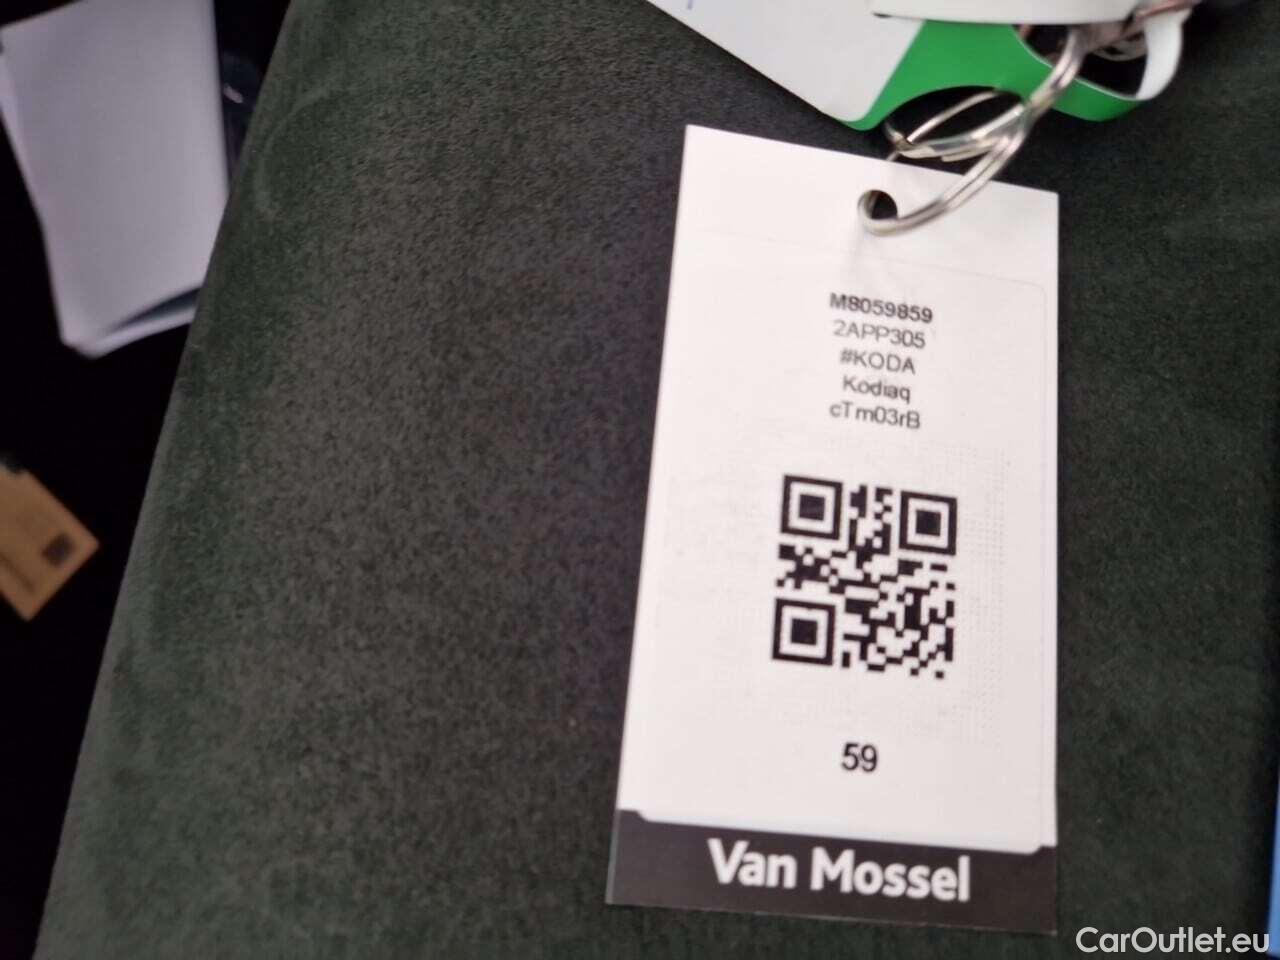 M8059859
2APP305
#KODA
Kodiaq
cTm03rB
59
Van Mossel
CarOutlet.eu